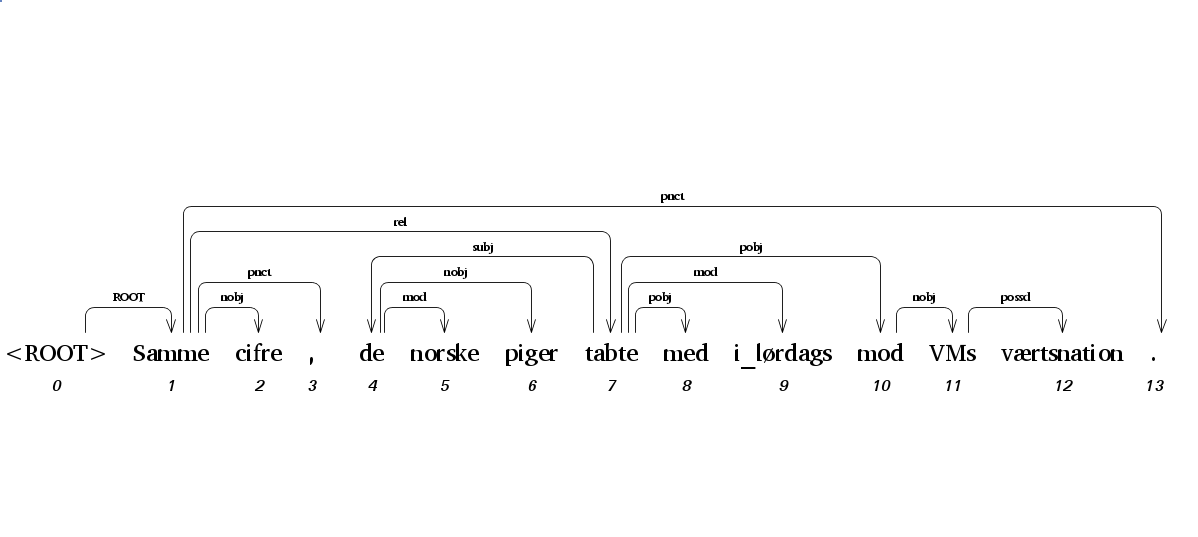 pnct
rel
subj pobj
pnct nobj mod
ROOT nobj mod pobj nobj possd
<ROOT> Samme cifre , de norske piger tabte med i_lørdags mod VMs værtsnation .
0 1 2 3 4 5 6 7 8 9 10 11 12 13